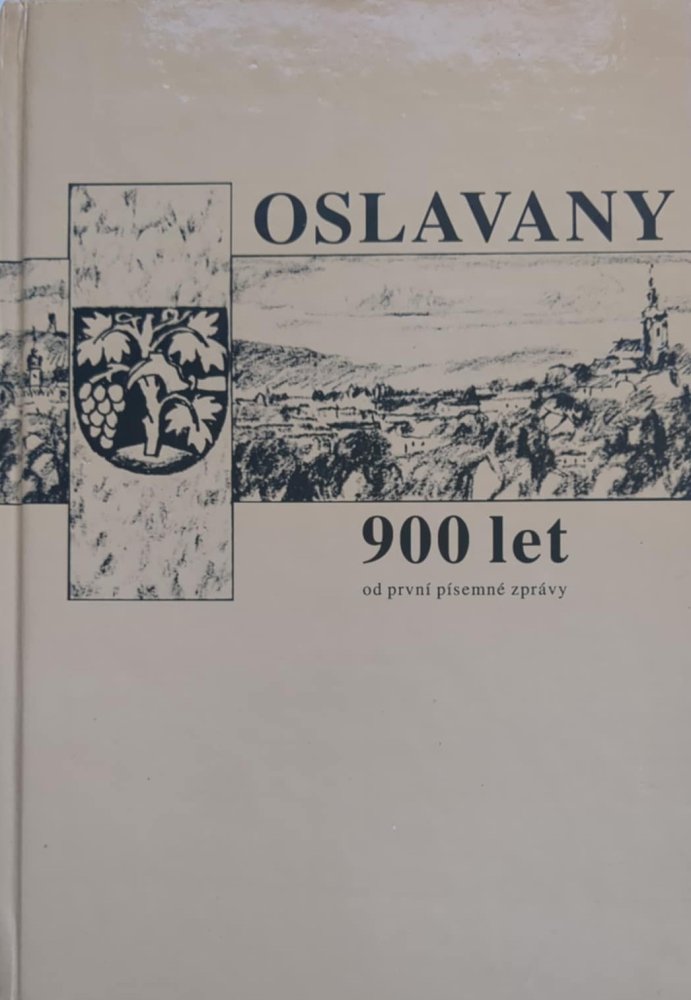 OSLAVANY
900 let
od první písemné zprávy